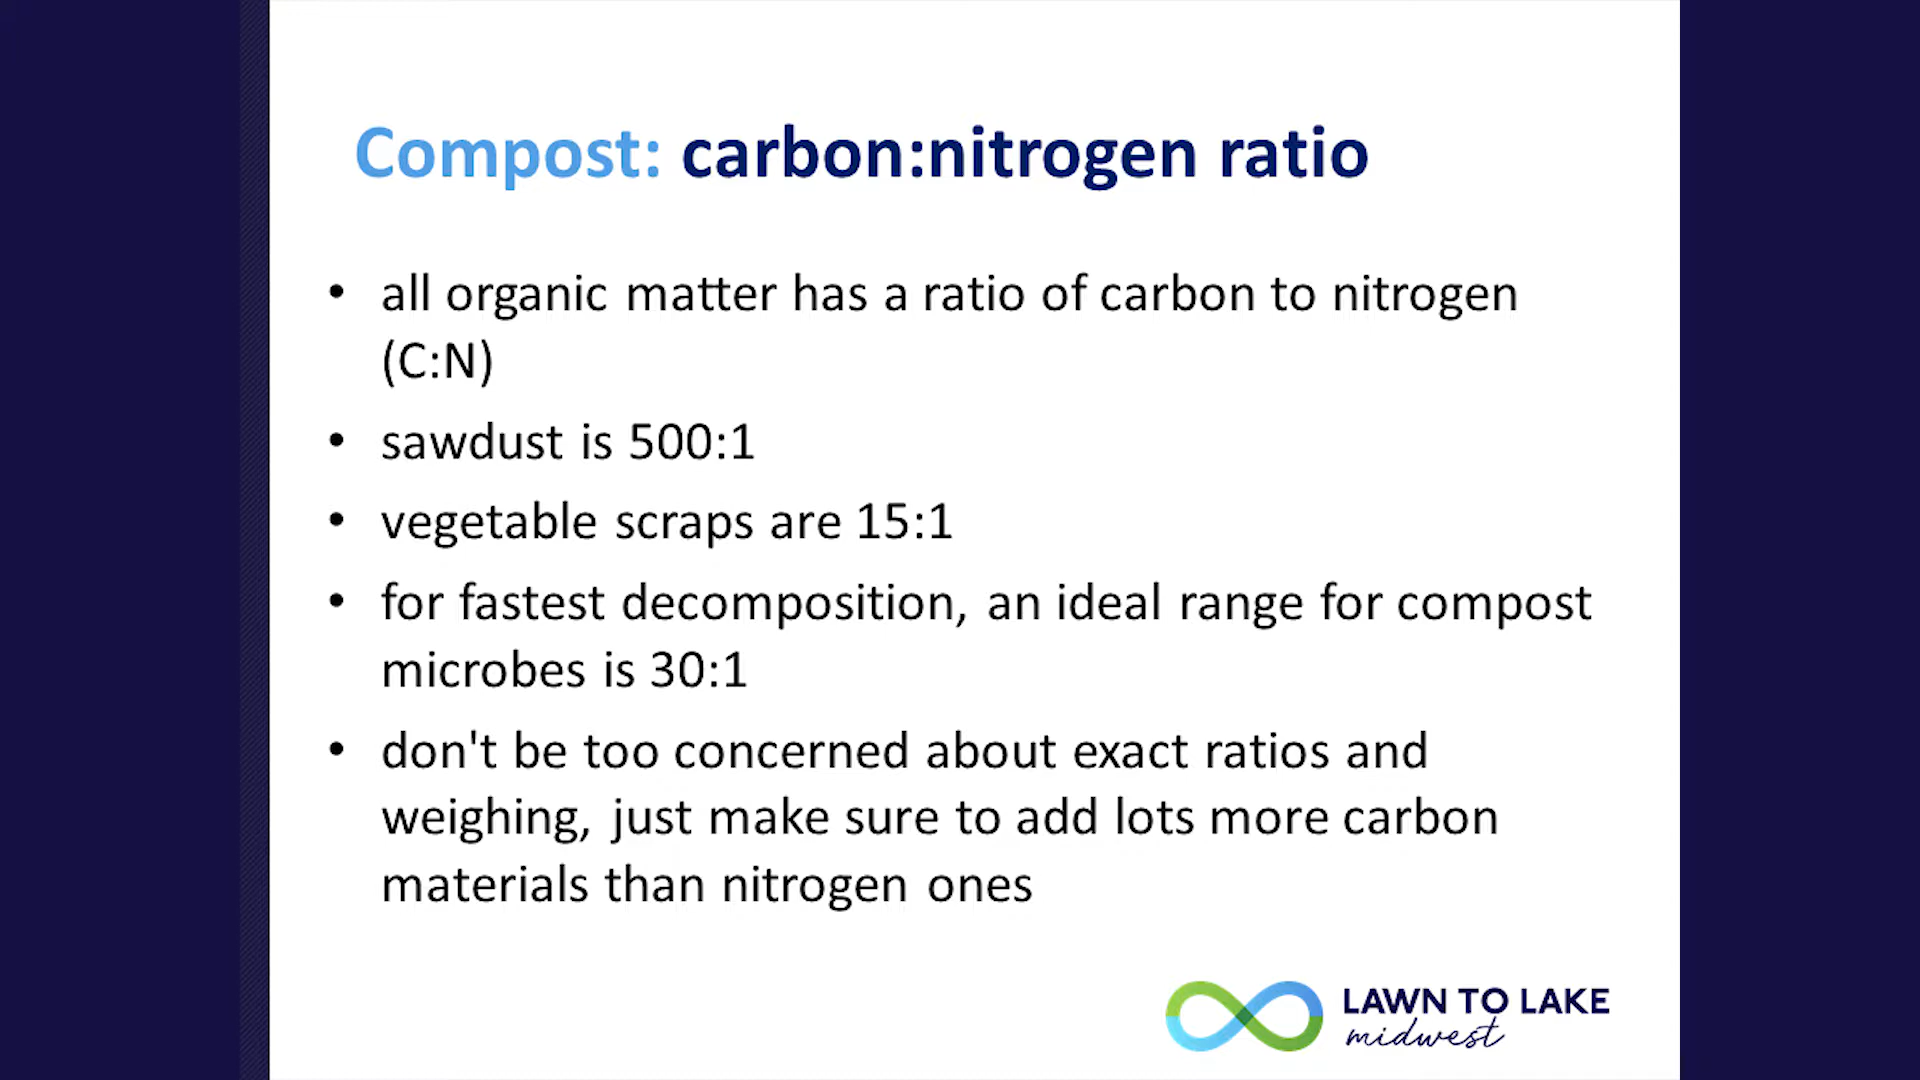 Compost: carbon:nitrogen ratio
• all organic matter has a ratio of carbon to nitrogen
(C:N)
• sawdust is 500:1
• vegetable scraps are 15:1
• for fastest decomposition, an ideal range for compost
microbes is 30:1
• don't be too concerned about exact ratios and
weighing, just make sure to add lots more carbon
materials than nitrogen ones
LAWN TO LAKE
midwest